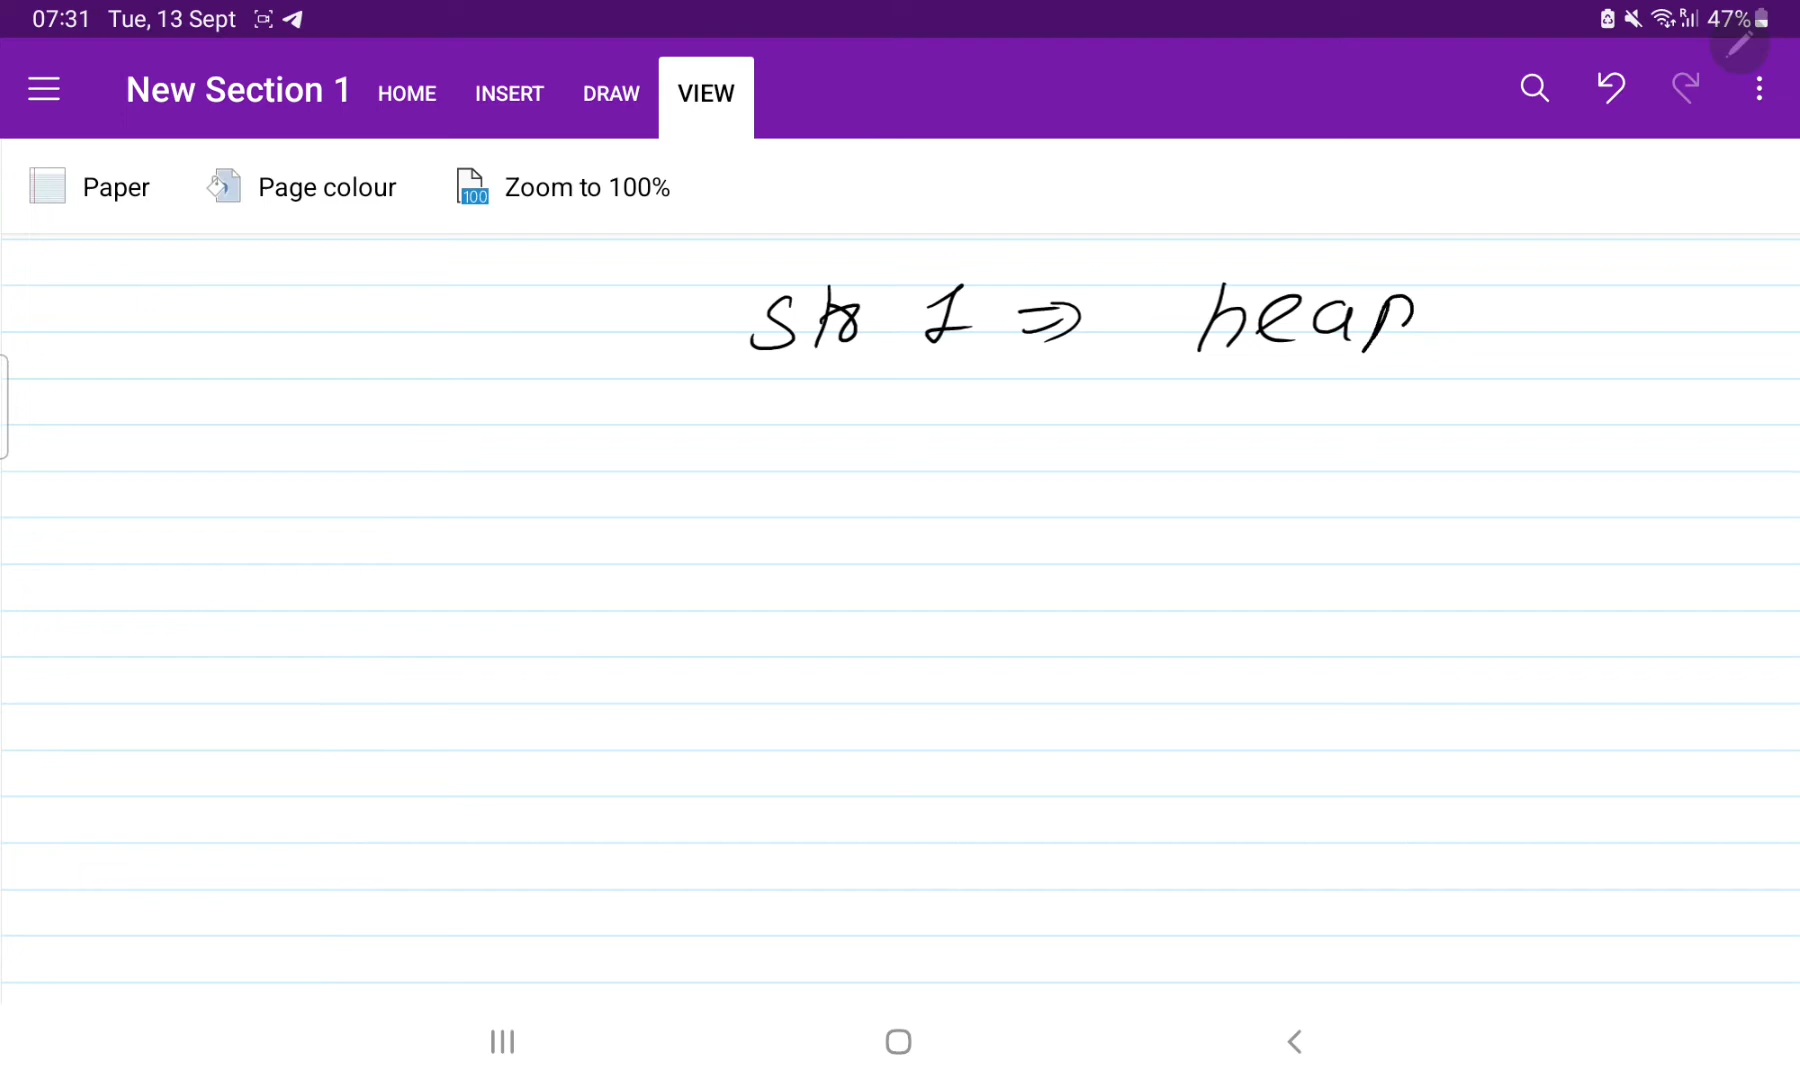 07:31 Tue, 13 Sept R 47%
New Section 1 HOME INSERT DRAW VIEW
Paper Page colour 100 Zoom to 100%
str 1 ⇒ heap